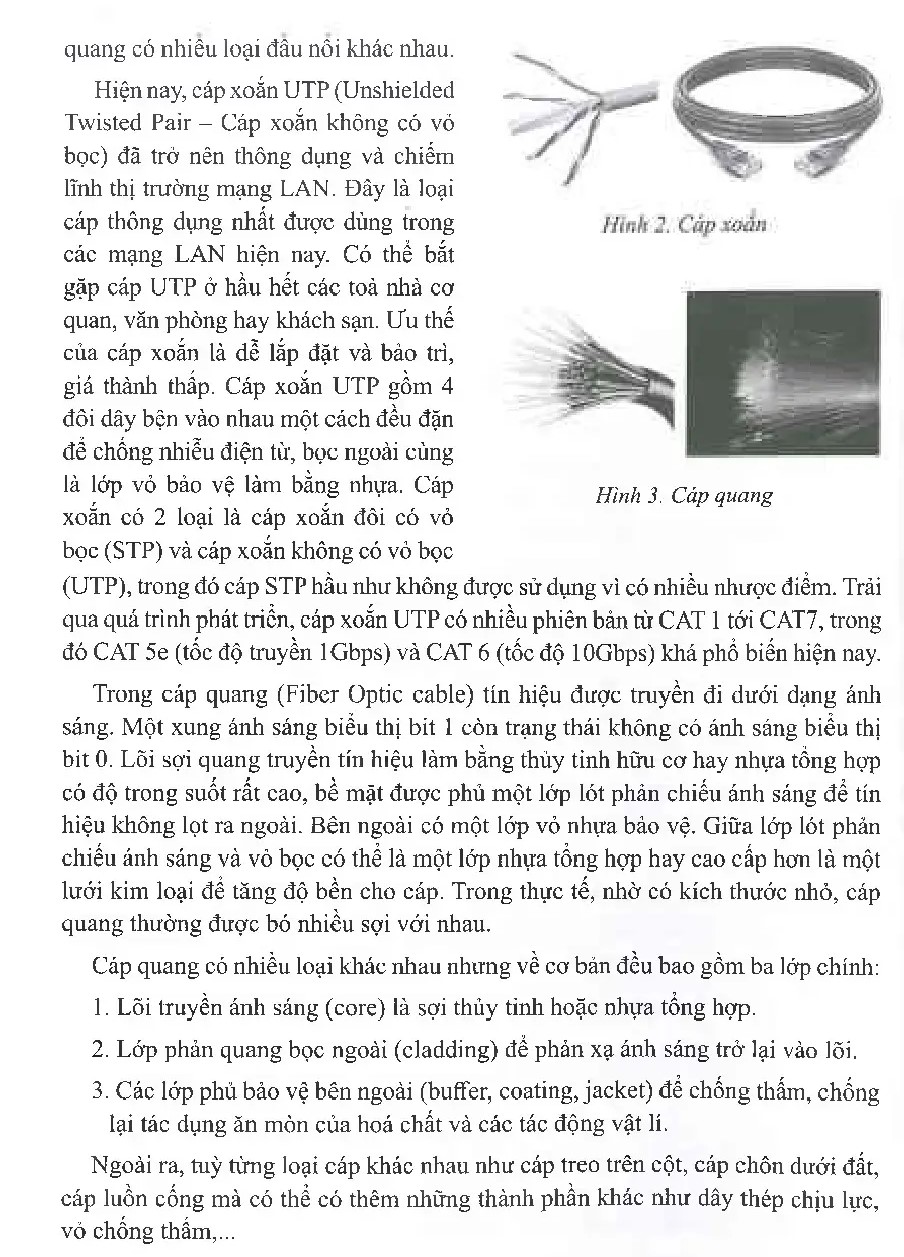 quang có nhiều loại đầu nối khác nhau.
Hiện nay, cáp xoắn UTP (Unshielded
Twisted Pair – Cáp xoắn không có vỏ
bọc) đã trở nên thông dụng và chiếm
lĩnh thị trường mạng LAN. Đây là loại
cáp thông dụng nhất được dùng trong
các mạng LAN hiện nay. Có thể bắt
gặp cáp UTP ở hầu hết các toà nhà cơ
quan, văn phòng hay khách sạn. Ưu thế
của cáp xoắn là dễ lắp đặt và bảo trì,
giá thành thấp. Cáp xoắn UTP gồm 4
đôi dây bện vào nhau một cách đều đặn
để chống nhiễu điện từ, bọc ngoài cùng
là lớp vỏ bảo vệ làm bằng nhựa. Cáp
xoắn có 2 loại là cáp xoắn đôi có vỏ
bọc (STP) và cáp xoắn không có vỏ bọc
Hình 2. Cáp xoắn
Hình 3. Cáp quang
(UTP), trong đó cáp STP hầu như không được sử dụng vì có nhiều nhược điểm. Trải
qua quá trình phát triển, cáp xoắn UTP có nhiều phiên bản từ CAT 1 tới CAT7, trong
đó CAT 5e (tốc độ truyền 1Gbps) và CAT 6 (tốc độ 10Gbps) khá phổ biến hiện nay.
Trong cáp quang (Fiber Optic cable) tín hiệu được truyền đi dưới dạng ánh
sáng. Một xung ánh sáng biểu thị bit 1 còn trạng thái không có ánh sáng biểu thị
bit 0. Lõi sợi quang truyền tín hiệu làm bằng thủy tinh hữu cơ hay nhựa tổng hợp
có độ trong suốt rất cao, bề mặt được phủ một lớp lót phản chiếu ánh sáng để tín
hiệu không lọt ra ngoài. Bên ngoài có một lớp vỏ nhựa bảo vệ. Giữa lớp lót phản
chiếu ánh sáng và vỏ bọc có thể là một lớp nhựa tổng hợp hay cao cấp hơn là một
lưới kim loại để tăng độ bền cho cáp. Trong thực tế, nhờ có kích thước nhỏ, cáp
quang thường được bó nhiều sợi với nhau.
Cáp quang có nhiều loại khác nhau nhưng về cơ bản đều bao gồm ba lớp chính:
1. Lõi truyền ánh sáng (core) là sợi thủy tinh hoặc nhựa tổng hợp.
2. Lớp phản quang bọc ngoài (cladding) để phản xạ ánh sáng trở lại vào lõi.
3. Các lớp phủ bảo vệ bên ngoài (buffer, coating, jacket) để chống thấm, chống
lại tác dụng ăn mòn của hoá chất và các tác động vật lí.
Ngoài ra, tuỳ từng loại cáp khác nhau như cáp treo trên cột, cáp chôn dưới đất,
cáp luồn cống mà có thể có thêm những thành phần khác như dây thép chịu lực,
vỏ chống thấm,...